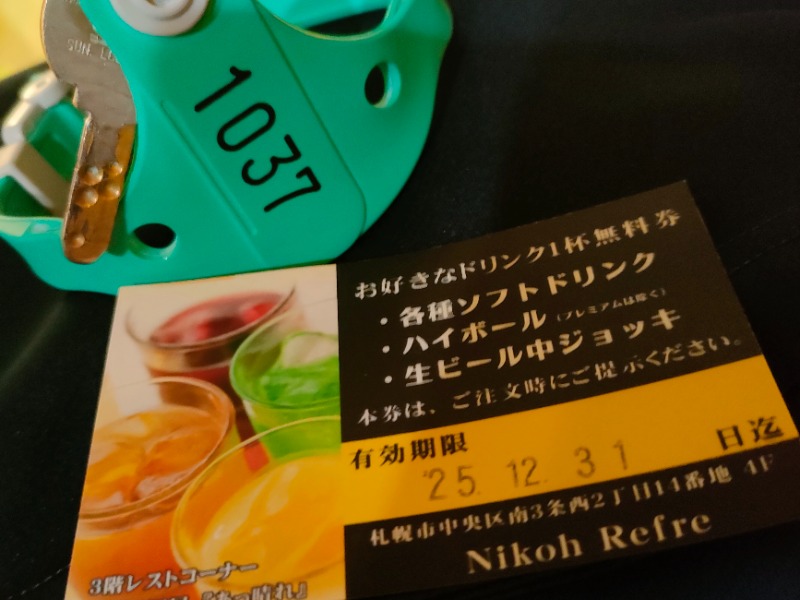 SUN
1037
お好きなドリンク1杯無料券
・各種ソフトドリンク
・ハイボール(プレミアムは除く)
・生ビール中ジョッキ
本券は、ご注文時にご提示ください。
有効期限
'25.12.31
日迄
札幌市中央区南3条西2丁目14番地 4F
Nikoh Refre
3階レストコーナー
『あっ晴れ』